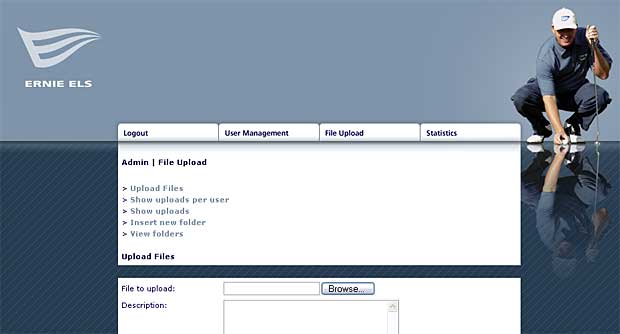 ERNIE ELS
Logout
User Management
File Upload
Statistics
Admin | File Upload
> Upload Files
> Show uploads per user
> Show uploads
> Insert new folder
> View folders
Upload Files
File to upload:
Browse...
Description: